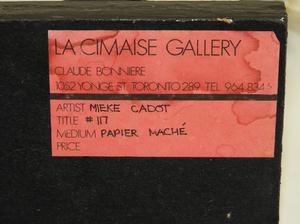 LA CIMAISE GALLERY
CLAUDE BONNIERE
1052 YONGE ST. TORONTO 289 TEL 964 834
ARTIST MIEKE CADOT
TITLE #117
MEDIUM PAPIER MACHÉ
PRICE